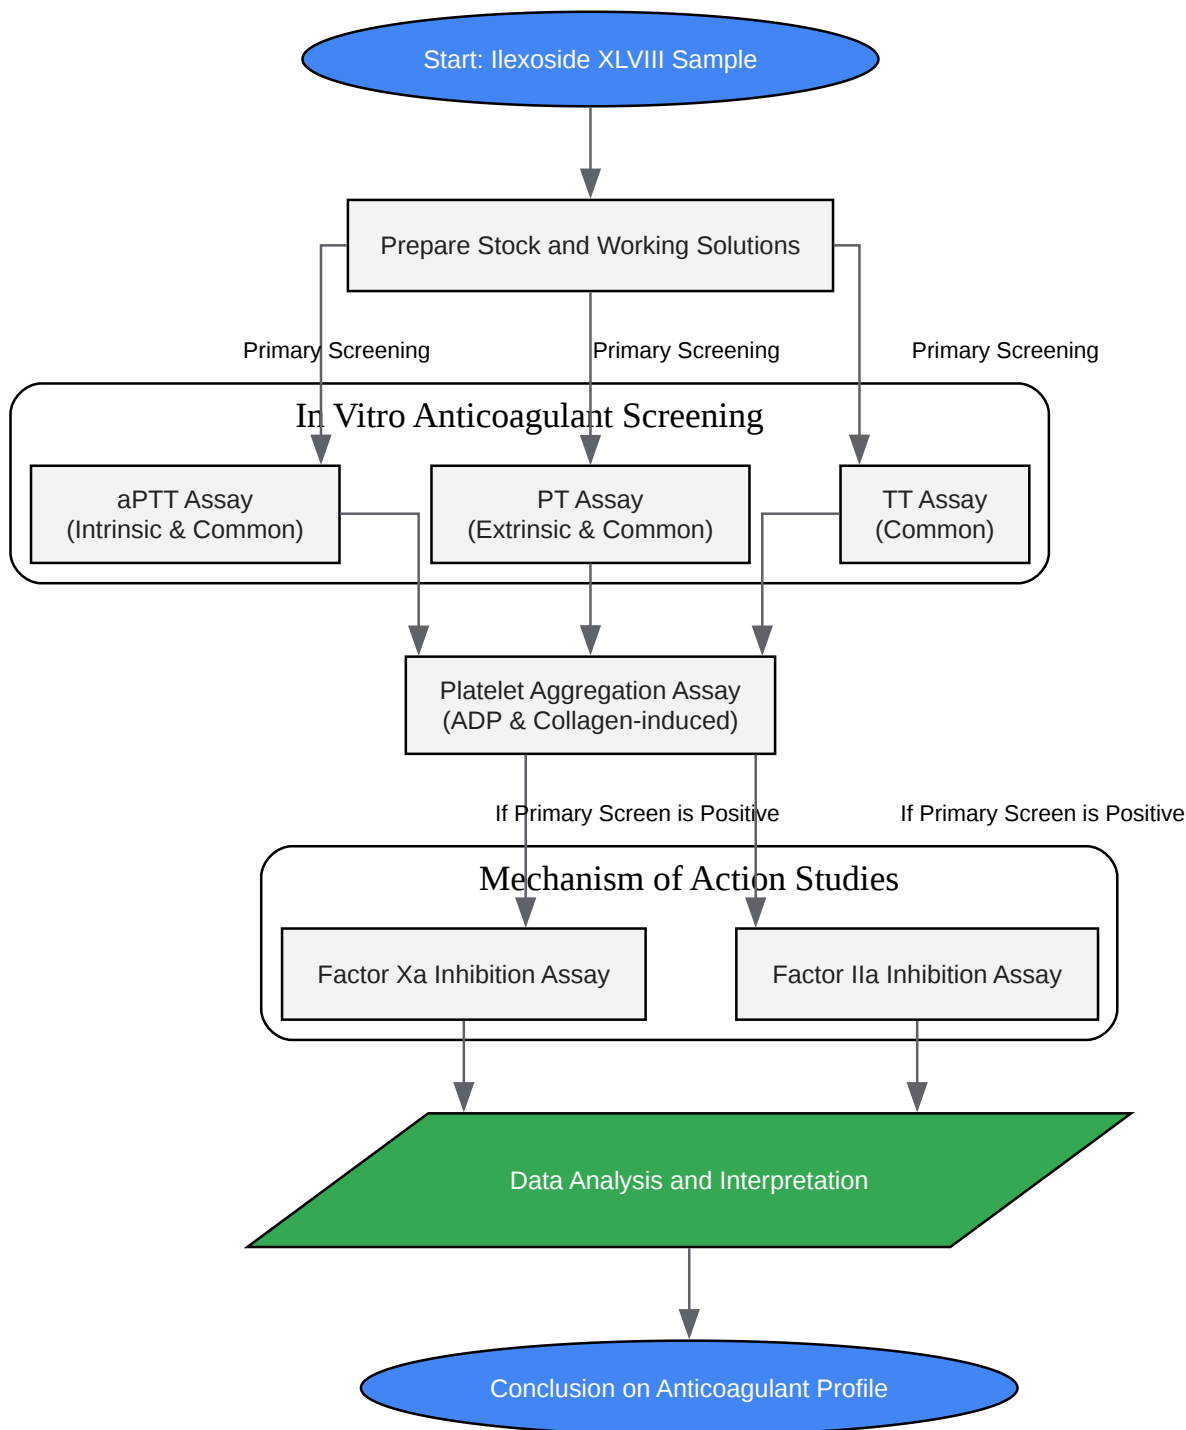 Start: Ilexoside XLVIII Sample
Prepare Stock and Working Solutions
Primary Screening
Primary Screening
Primary Screening
In Vitro Anticoagulant Screening
aPTT Assay
(Intrinsic & Common)
PT Assay
(Extrinsic & Common)
TT Assay
(Common)
Platelet Aggregation Assay
(ADP & Collagen-induced)
If Primary Screen is Positive
If Primary Screen is Positive
Mechanism of Action Studies
Factor Xa Inhibition Assay
Factor IIa Inhibition Assay
Data Analysis and Interpretation
Conclusion on Anticoagulant Profile